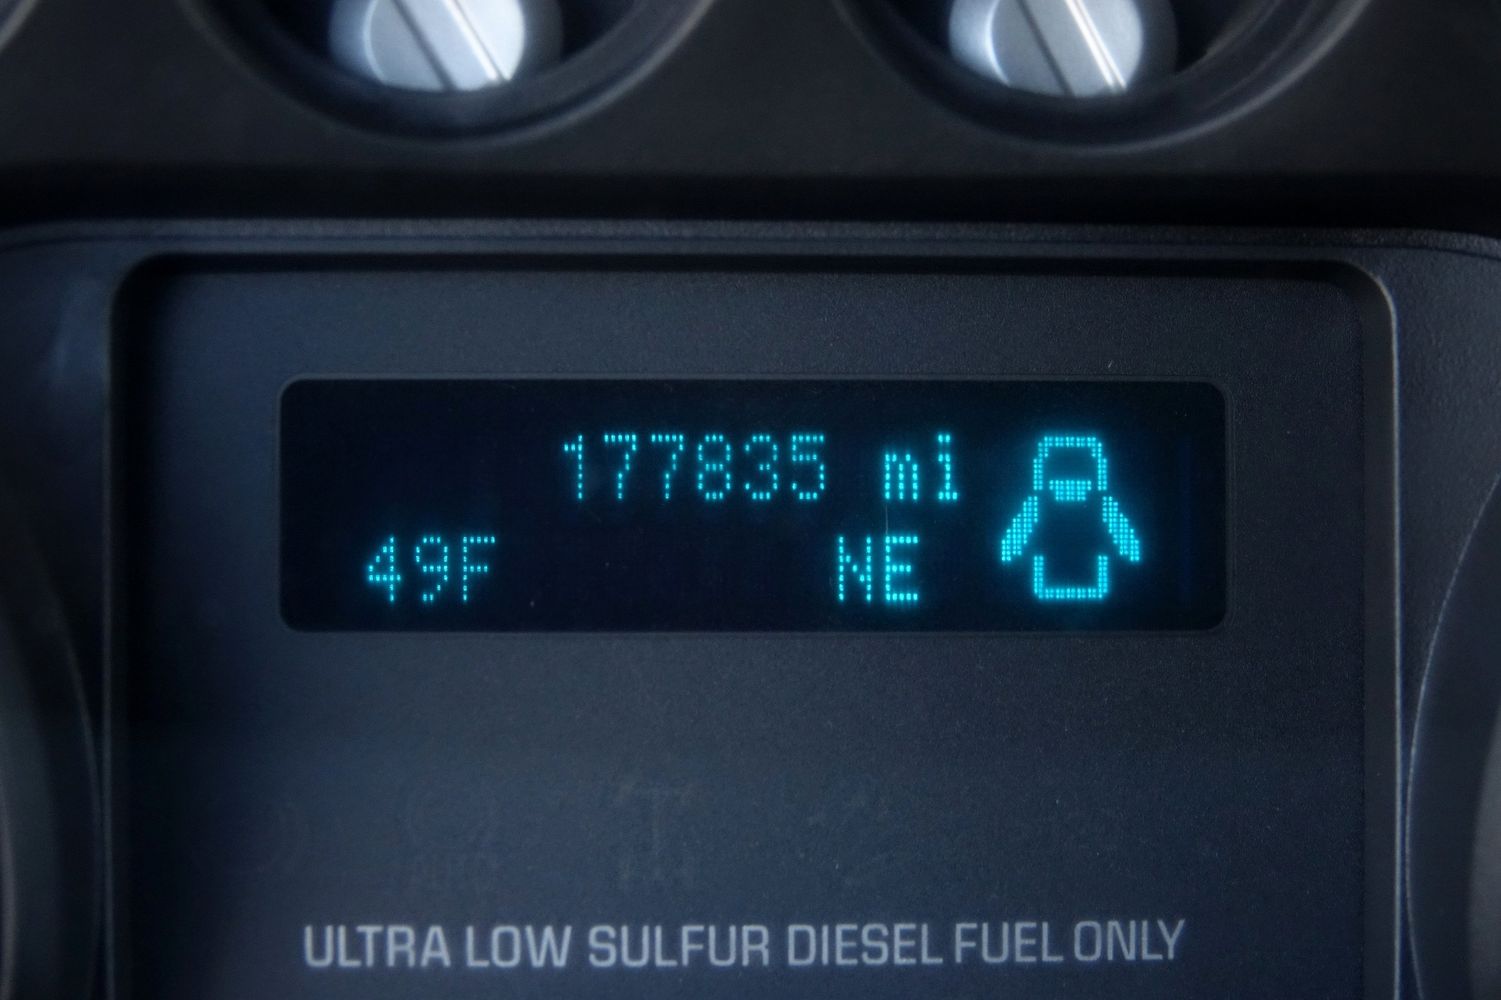 177835 mi
49F NE
ULTRA LOW SULFUR DIESEL FUEL ONLY